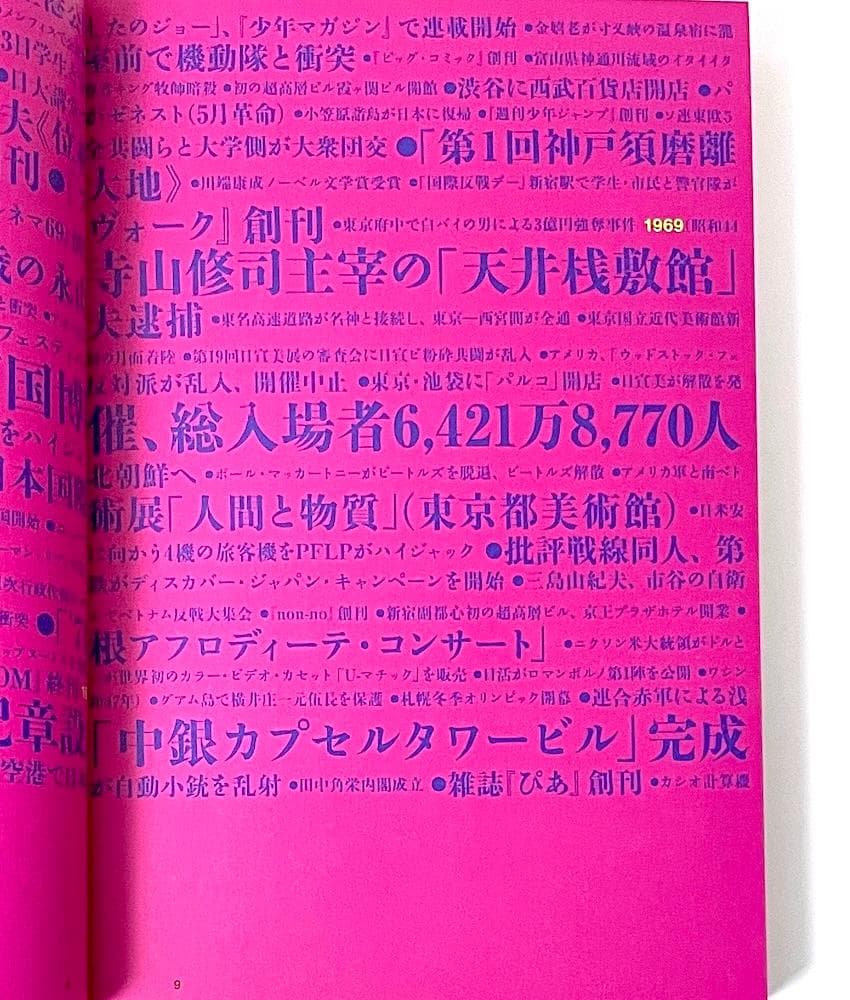 したのジョー」、『少年マガジン』で連載開始 ●金嬉老が寸又峡の温泉宿に籠
室前で機動隊と衝突 ●『ビッグ・コミック』創刊 ●富山県神通川流域のイタイイタ
キング牧師暗殺 ●初の超高層ビル霞ヶ関ビル開館 ●渋谷に西武百貨店開店 ●パ
ゼネスト（5月革命） ●小笠原諸島が日本に復帰 ●『週刊少年ジャンプ』創刊 ●ソ連東欧5
全共闘らと大学側が大衆団交 ●「第1回神戸須磨離
大地》 ●川端康成ノーベル文学賞受賞 ●「国際反戦デー」新宿駅で学生・市民と警官隊が
ヴォーク』創刊 ●東京府中で白バイの男による3億円強奪事件 1969（昭和44
寺山修司主宰の「天井桟敷館」
夫逮捕 ●東名高速道路が名神と接続し、東京―西宮間が全通 ●東京国立近代美術館新
の月面着陸 ●第19回日宣美展の審査会に日宣ビ粉砕共闘が乱入 ●アメリカ、「ウッドストック・フェ
反対派が乱入、開催中止 ●東京・池袋に「パルコ」開店 ●日宣美が解散を発
催、総入場者6,421万8,770人
北朝鮮へ ●ポール・マッカートニーがビートルズを脱退、ビートルズ解散 ●アメリカ軍と南ベト
術展「人間と物質」（東京都美術館） ●日米安
に向かう4機の旅客機をPFLPがハイジャック ●批評戦線同人、第
がディスカバー・ジャパン・キャンペーンを開始 ●三島由紀夫、市谷の自衛
でベトナム反戦大集会 ●『non-no』創刊 ●新宿副都心初の超高層ビル、京王プラザホテル開業 ●
根アフロディーテ・コンサート」 ●ニクソン米大統領がドルと
が世界初のカラー・ビデオ・カセット「U-マチック」を販売 ●日活がロマンポルノ第1陣を公開 ●ワシン
47年） ●グアム島で横井庄一元伍長を保護 ●札幌冬季オリンピック開幕 ●連合赤軍による浅
「中銀カプセルタワービル」完成
が自動小銃を乱射 ●田中角栄内閣成立 ●雑誌『ぴあ』創刊 ●カシオ計算機
9